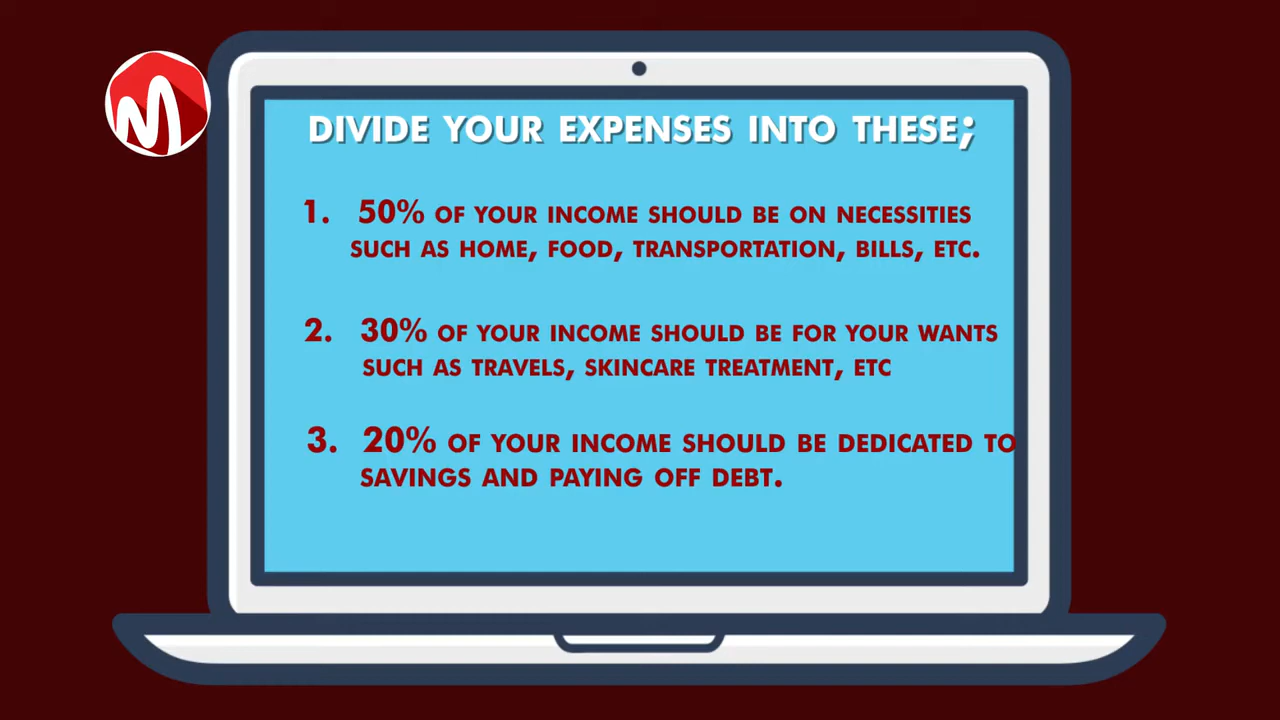 DIVIDE YOUR EXPENSES INTO THESE;
1. 50% OF YOUR INCOME SHOULD BE ON NECESSITIES
SUCH AS HOME, FOOD, TRANSPORTATION, BILLS, ETC.
2. 30% OF YOUR INCOME SHOULD BE FOR YOUR WANTS
SUCH AS TRAVELS, SKINCARE TREATMENT, ETC
3. 20% OF YOUR INCOME SHOULD BE DEDICATED TO
SAVINGS AND PAYING OFF DEBT.